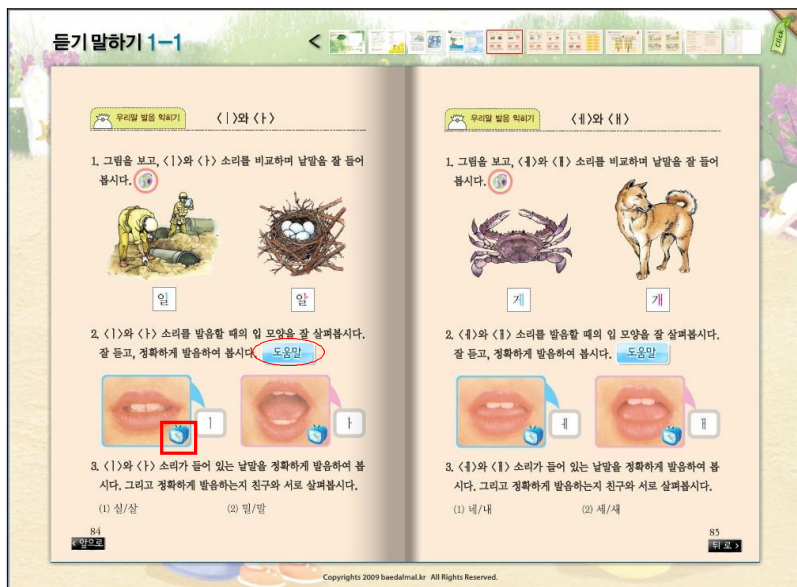 듣기 말하기 1-1
<
Click
우리말 발음 익히기
〈ㅣ〉와 〈ㅏ〉
1. 그림을 보고, 〈ㅣ〉와 〈ㅏ〉 소리를 비교하며 낱말을 잘 들어
봅시다.
일
알
2. 〈ㅣ〉와 〈ㅏ〉 소리를 발음할 때의 입 모양을 잘 살펴봅시다.
잘 듣고, 정확하게 발음하여 봅시다. 도움말
ㅣ
ㅏ
3. 〈ㅣ〉와 〈ㅏ〉 소리가 들어 있는 낱말을 정확하게 발음하여 봅
시다. 그리고 정확하게 발음하는지 친구와 서로 살펴봅시다.
(1) 실/살 (2) 밀/말
84
< 앞으로
우리말 발음 익히기
〈ㅔ〉와 〈ㅐ〉
1. 그림을 보고, 〈ㅔ〉와 〈ㅐ〉 소리를 비교하며 낱말을 잘 들어
봅시다.
게
개
2. 〈ㅔ〉와 〈ㅐ〉 소리를 발음할 때의 입 모양을 잘 살펴봅시다.
잘 듣고, 정확하게 발음하여 봅시다. 도움말
ㅔ
ㅐ
3. 〈ㅔ〉와 〈ㅐ〉 소리가 들어 있는 낱말을 정확하게 발음하여 봅
시다. 그리고 정확하게 발음하는지 친구와 서로 살펴봅시다.
(1) 네/내 (2) 세/새
85
뒤 로 >
Copyrights 2009 baedalmal.kr All Rights Reserved.